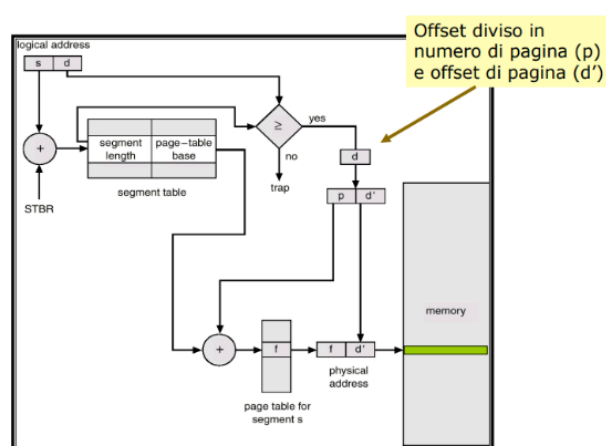 Offset diviso in
numero di pagina (p)
e offset di pagina (d’)
logical address
s d
≥
yes
no
trap
d
p d'
+
segment length
page–table base
segment table
STBR
memory
+
f
f d'
physical
address
page table for
segment s